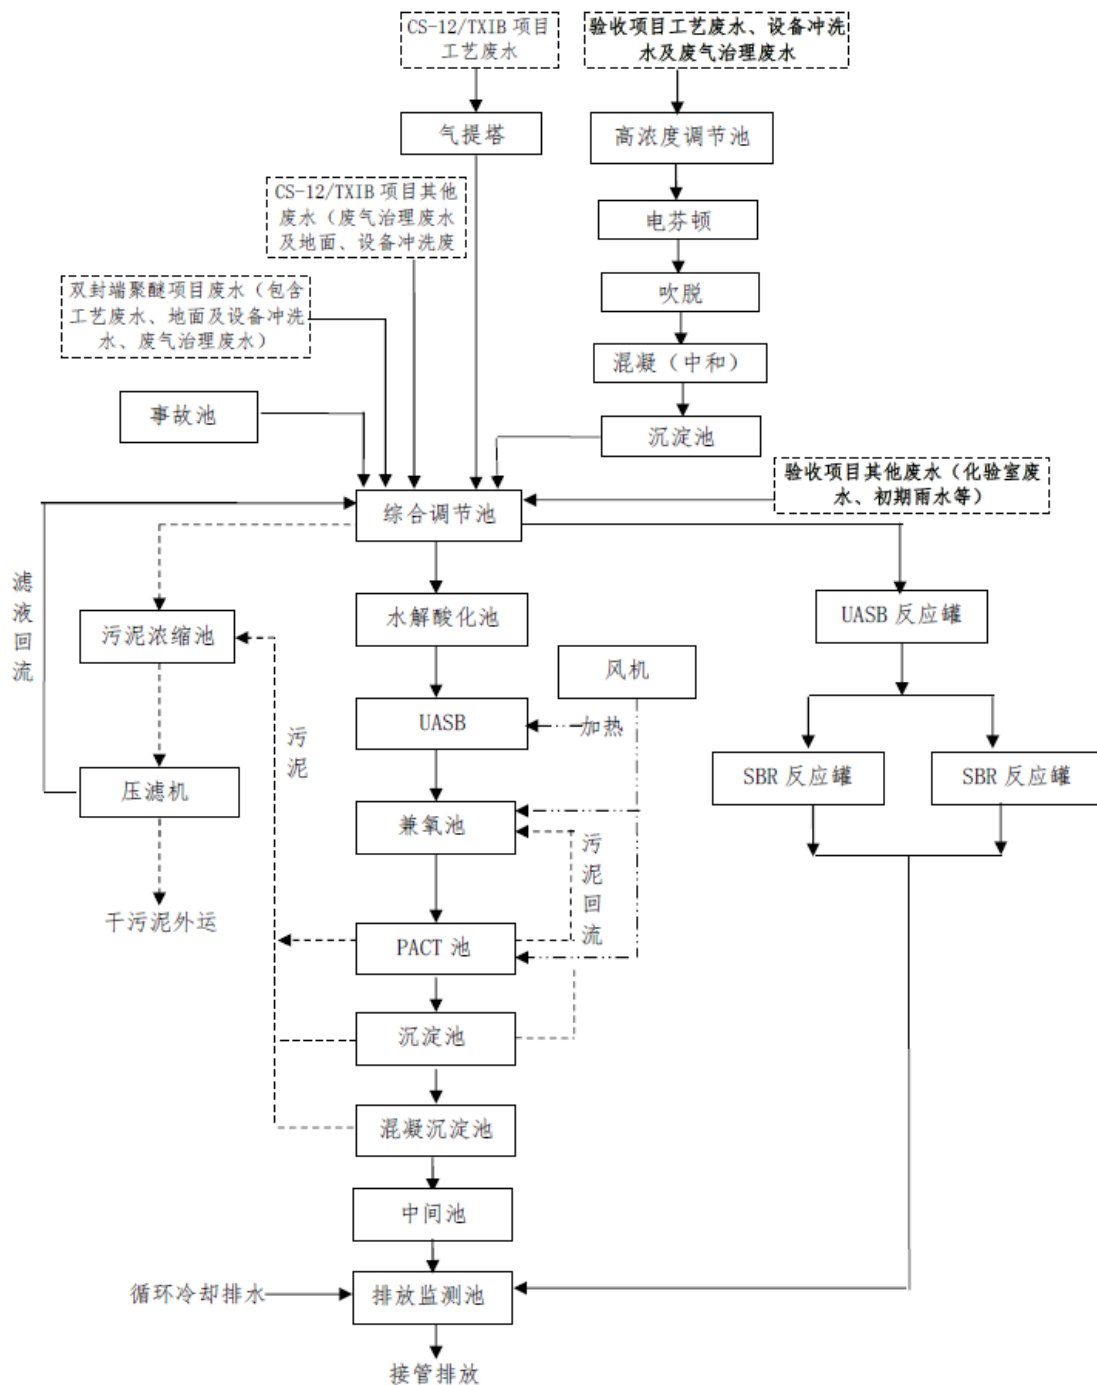 CS-12/TXIB 项目
工艺废水
验收项目工艺废水、设备冲洗
水及废气治理废水
气提塔
高浓度调节池
CS-12/TXIB 项目其他
废水（废气治理废水
及地面、设备冲洗废
电芬顿
吹脱
双封端聚醚项目废水（包含
工艺废水、地面及设备冲洗
水、废气治理废水）
混凝（中和）
事故池
沉淀池
验收项目其他废水（化验室废
水、初期雨水等）
综合调节池
滤液回流
污泥浓缩池
水解酸化池
UASB 反应罐
风机
UASB
加热
污泥
压滤机
SBR 反应罐
SBR 反应罐
兼氧池
污泥回流
干污泥外运
PACT 池
沉淀池
混凝沉淀池
中间池
循环冷却排水
排放监测池
接管排放